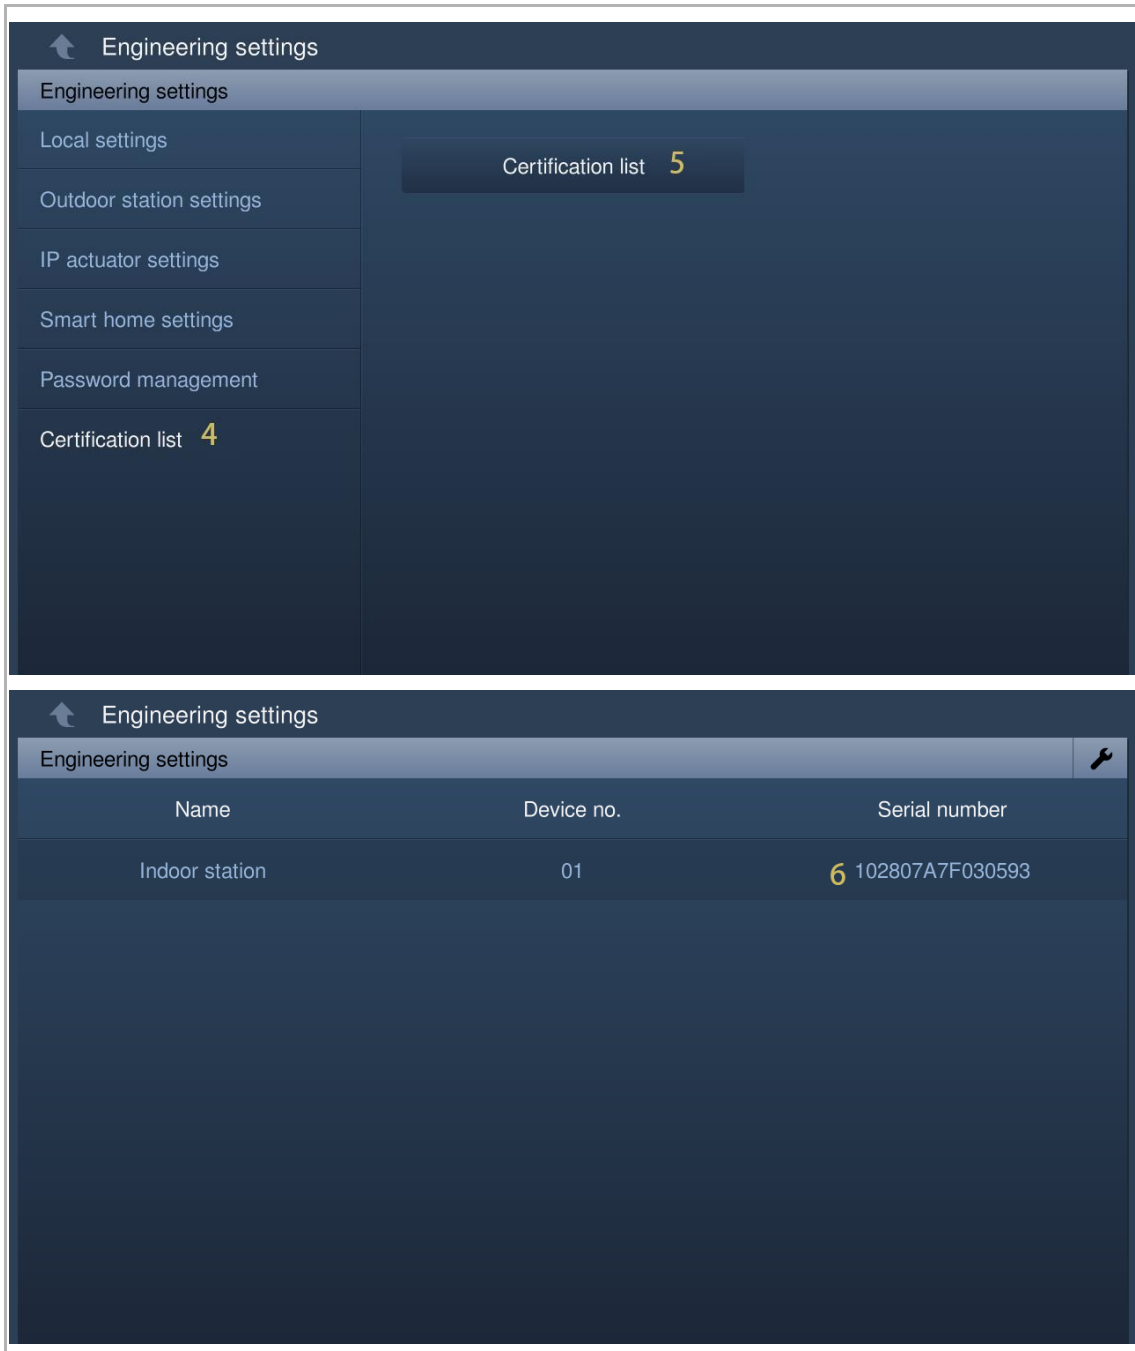 Engineering settings
Engineering settings
Local settings
Certification list 5
Outdoor station settings
IP actuator settings
Smart home settings
Password management
Certification list 4
Engineering settings
Engineering settings
Name Device no. Serial number
Indoor station 01 6 102807A7F030593